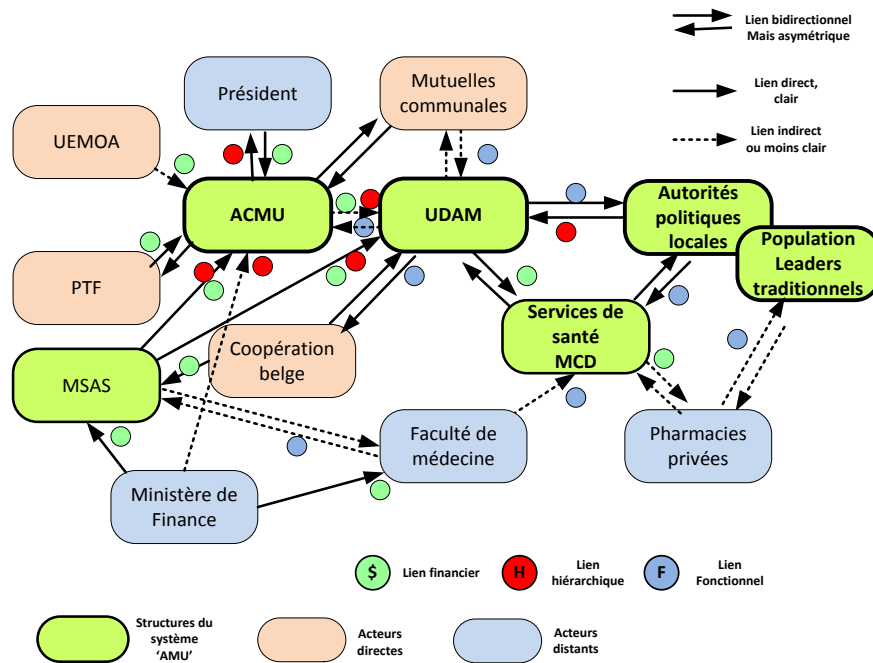 Lien bidirectionnel
Mais asymétrique
Lien direct,
clair
Lien indirect
ou moins clair
Président
Mutuelles
communales
UEMOA
ACMU
UDAM
Autorités
politiques
locales
Population
Leaders
traditionnels
PTF
Coopération
belge
Services de
santé
MCD
MSAS
Faculté de
médecine
Pharmacies
privées
Ministère de
Finance
$
Lien financier
H
Lien
hiérarchique
F
Lien
Fonctionnel
Structures du
système
‘AMU’
Acteurs
directes
Acteurs
distants